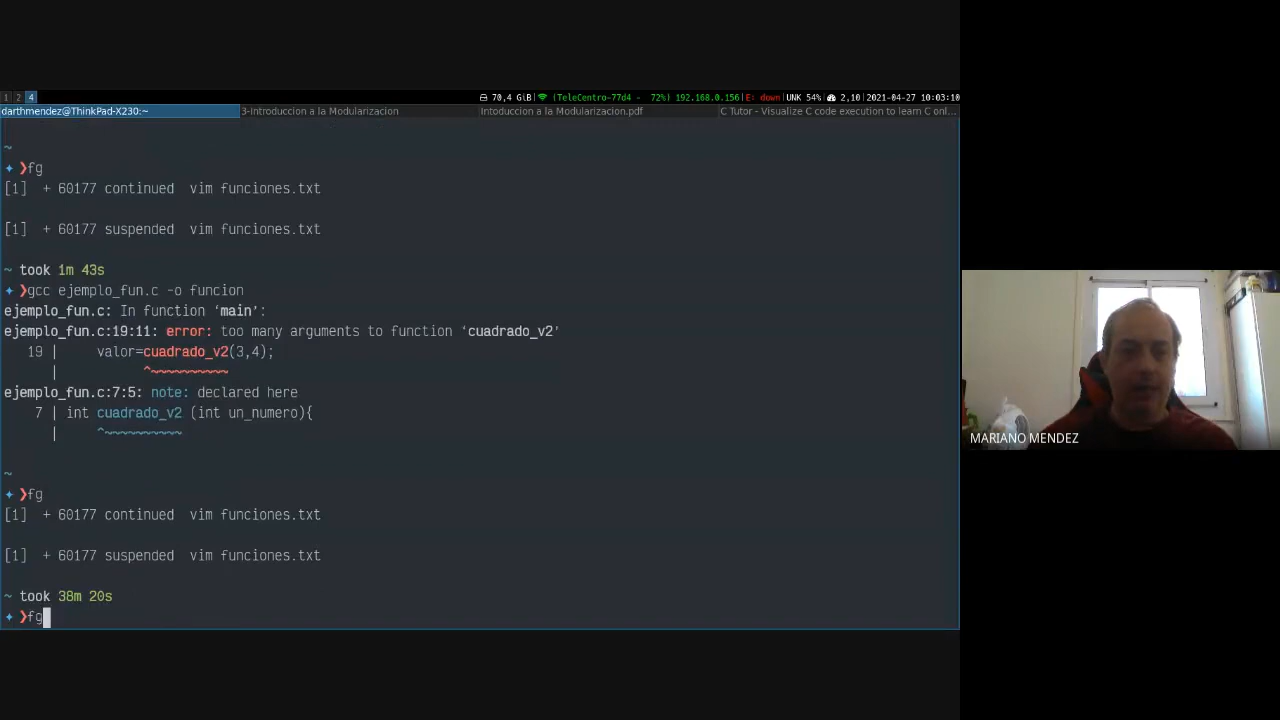 1 2 4
70,4 GiB| (TeleCentro-77d4 - 72%) 192.168.0.156|E: down|UNK 54%| 2,10|2021-04-27 10:03:10
darthmendez@ThinkPad-X230:~
3-Introduccion a la Modularizacion
Intoduccion a la Modularizacion.pdf
C Tutor - Visualize C code execution to learn C onl...
~
❯fg
[1]  + 60177 continued  vim funciones.txt
[1]  + 60177 suspended  vim funciones.txt
~ took 1m 43s
❯gcc ejemplo_fun.c -o funcion
ejemplo_fun.c: In function ‘main’:
ejemplo_fun.c:19:11: error: too many arguments to function ‘cuadrado_v2’
19 |     valor=cuadrado_v2(3,4);
|           ^~~~~~~~~~~
ejemplo_fun.c:7:5: note: declared here
7 | int cuadrado_v2 (int un_numero){
|     ^~~~~~~~~~~
~
❯fg
[1]  + 60177 continued  vim funciones.txt
[1]  + 60177 suspended  vim funciones.txt
~ took 38m 20s
❯fg
MARIANO MENDEZ